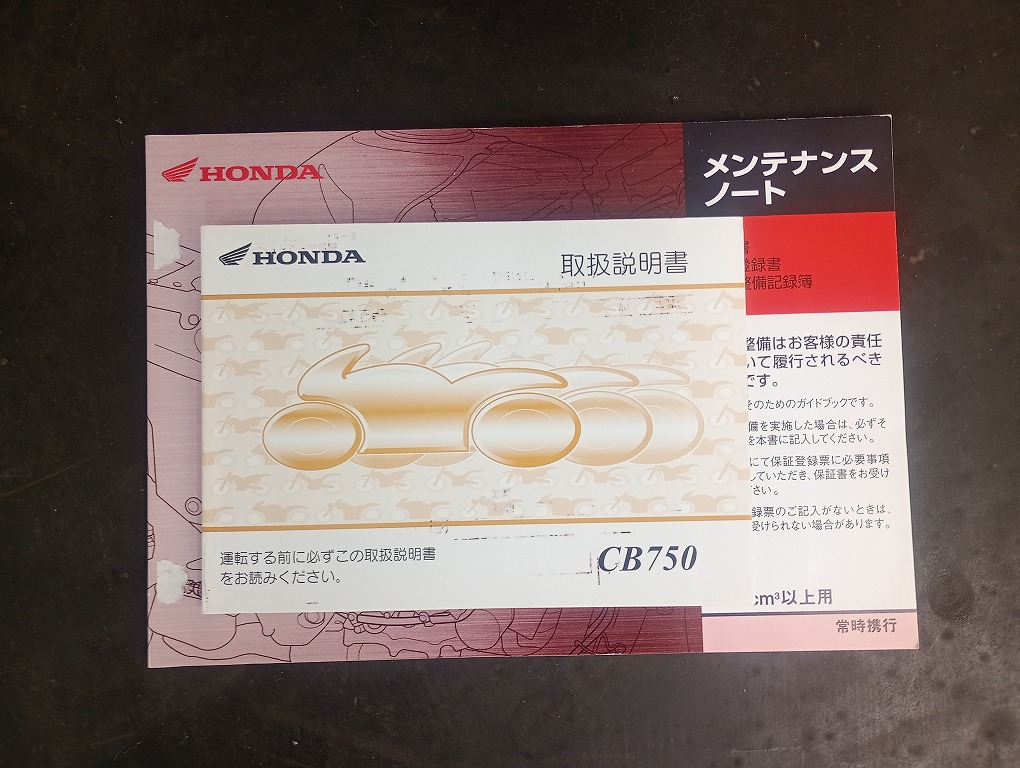 HONDA
メンテナンス
ノート
書
登録書
整備記録簿
整備はお客様の責任
いて履行されるべき
です。
そのためのガイドブックです。
備を実施した場合は、必ずそ
を本書に記入してください。
にて保証登録票に必要事項
していただき、保証書をお受け
さい。
録票のご記入がないときは、
受けられない場合があります。
cm³以上用
常時携行
HONDA
取扱説明書
運転する前に必ずこの取扱説明書
をお読みください。
CB750